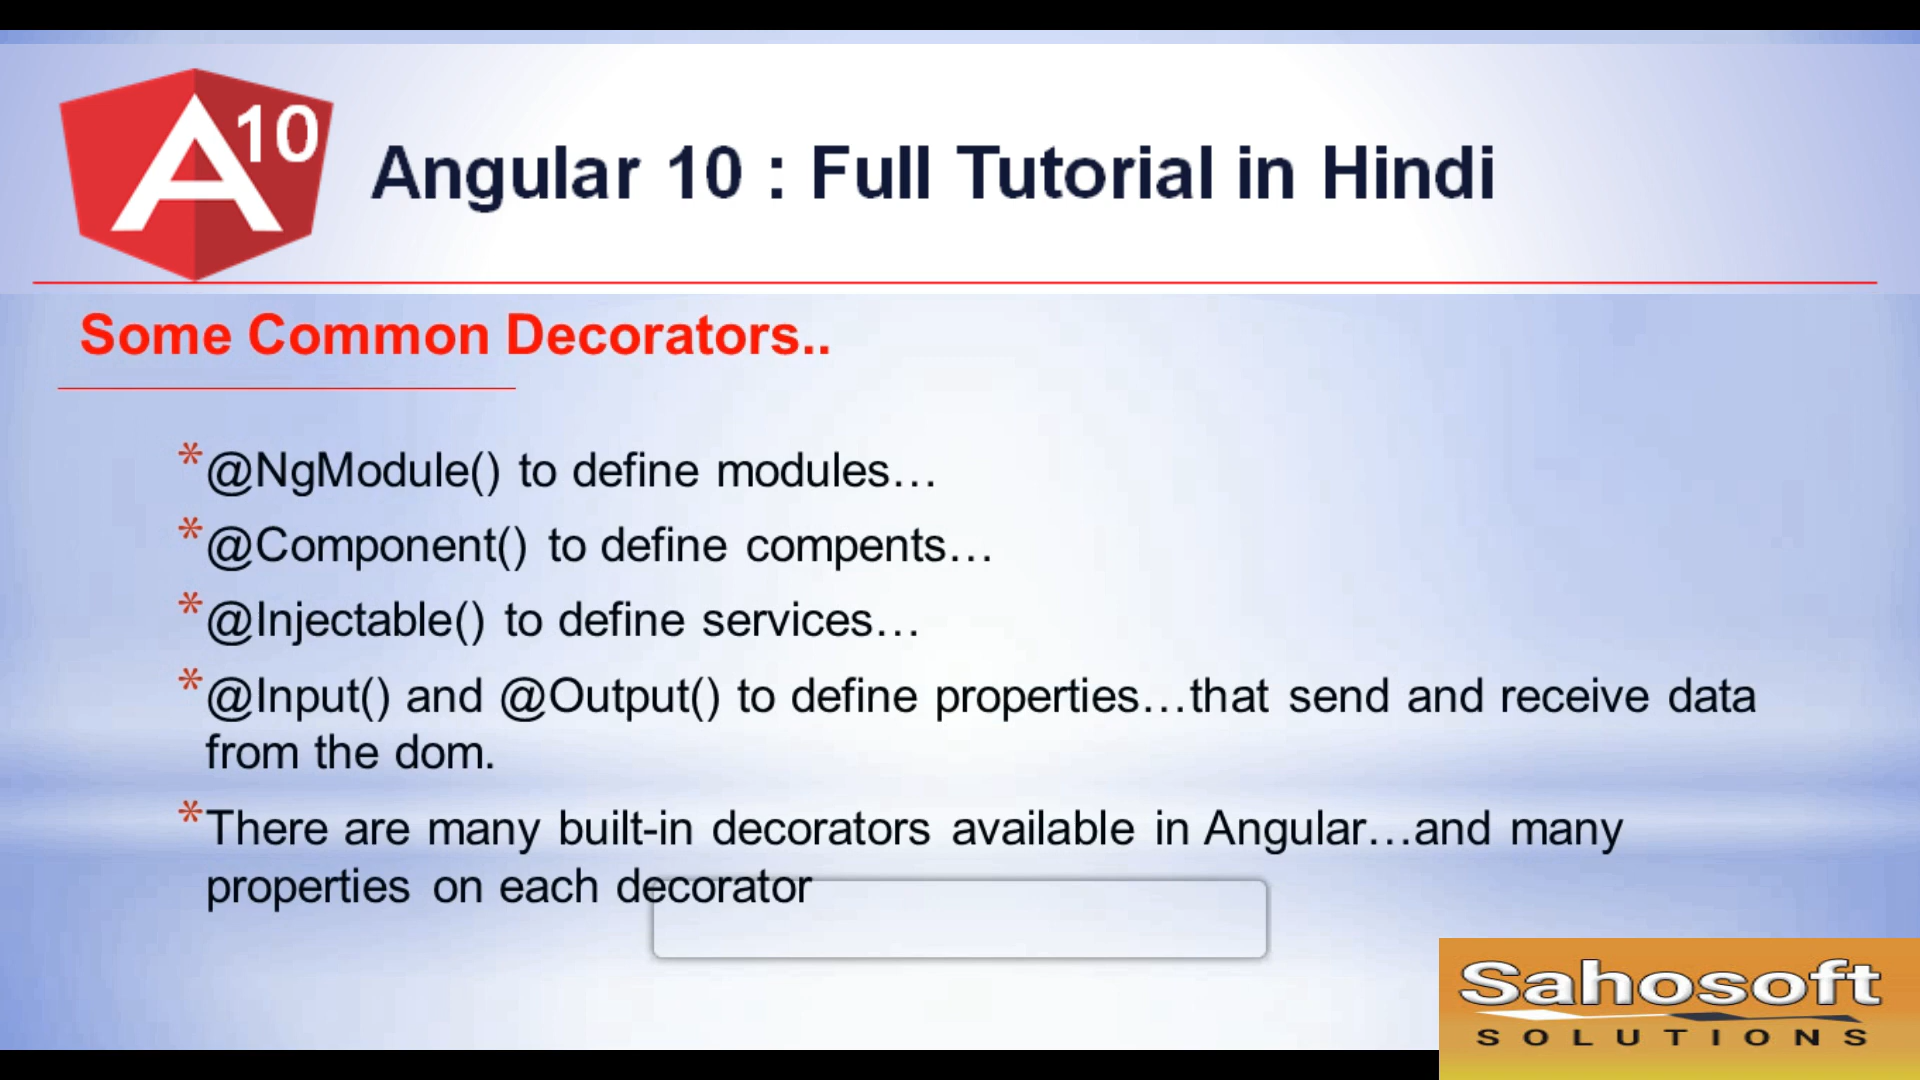 A10
Angular 10 : Full Tutorial in Hindi
Some Common Decorators..
*@NgModule() to define modules…
*@Component() to define compents…
*@Injectable() to define services…
*@Input() and @Output() to define properties…that send and receive data
from the dom.
*There are many built-in decorators available in Angular…and many
properties on each decorator
Sahosoft
SOLUTIONS